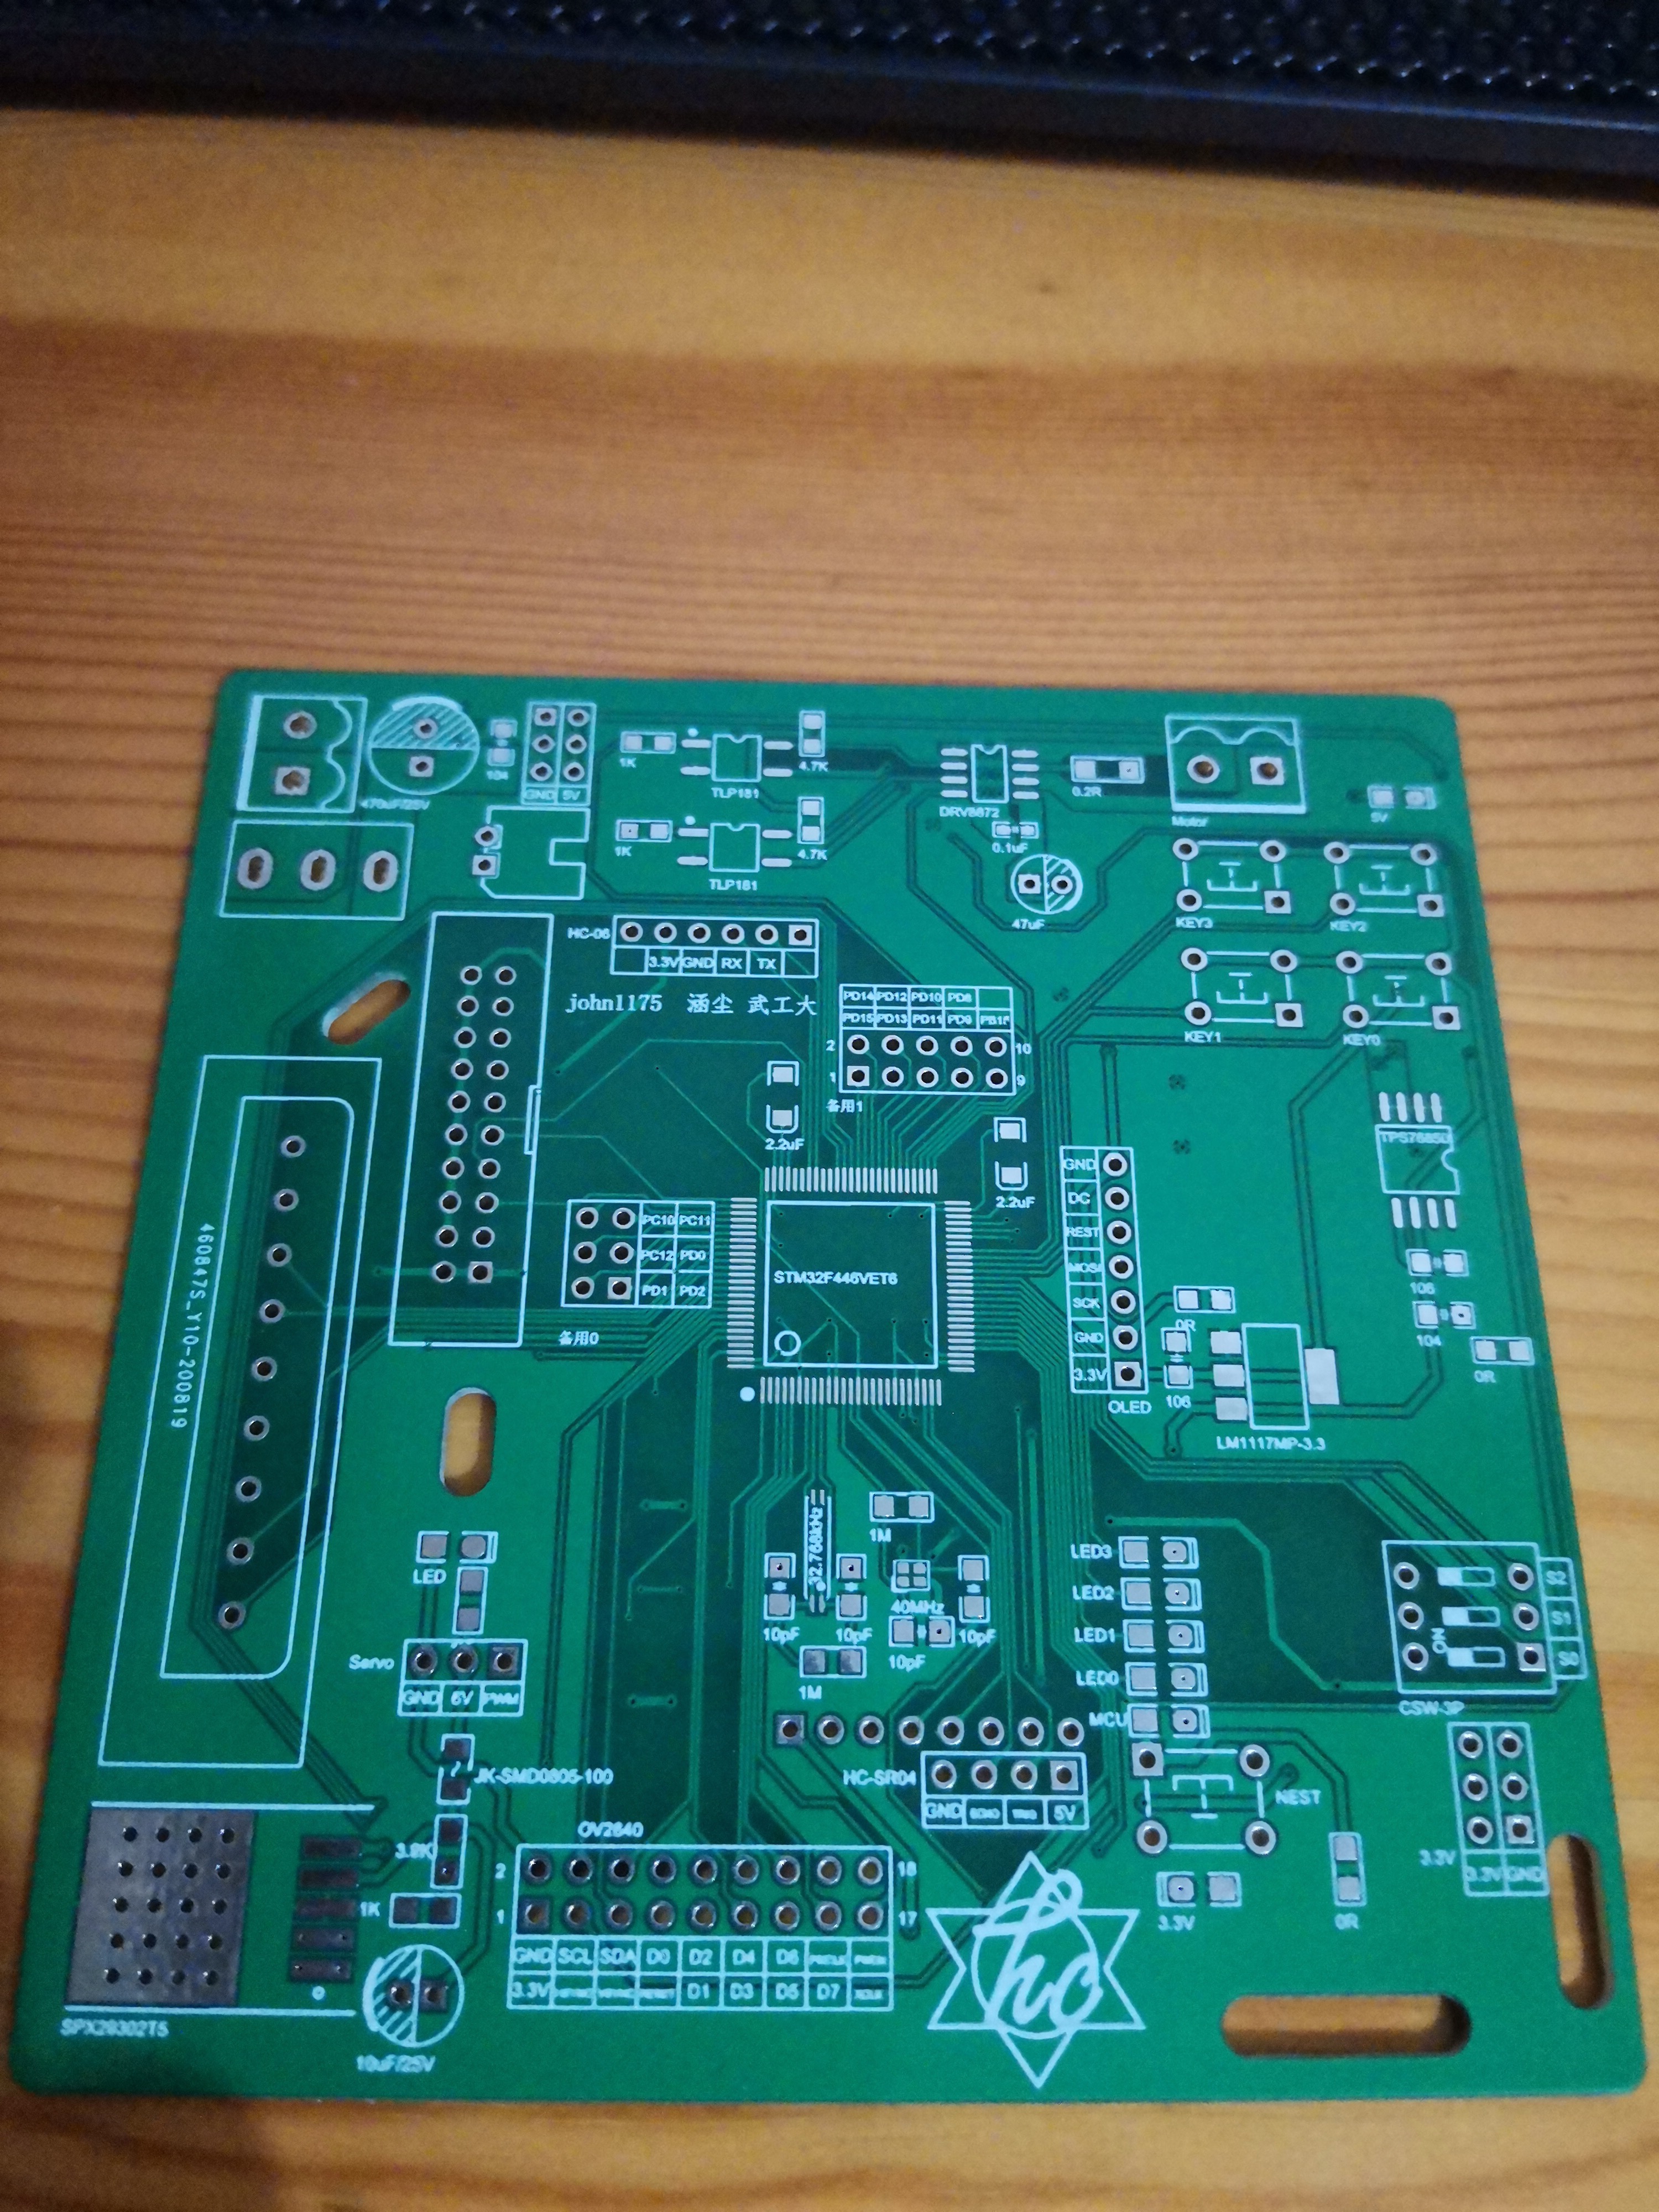 470uF/25V
104
GND 5V
1K
TLP181
4.7K
DRV8872
0.2R
Motor
5V
1K
TLP181
4.7K
0.1uF
47uF
KEY3
KEY2
HC-06
3.3V GND RX TX
john1175 涵尘 武工大
PD14 PD12 PD10 PD8
PD15 PD13 PD11 PD9
2 10
1 9
备用1
KEY1
KEY0
2.2uF
2.2uF
PC10 PC11
PC12 PD0
PD1 PD2
备用0
STM32F446VET6
GND
DC
REST
MOSI
SCK
GND
3.3V
OLED
0R
106
LM1117MP-3.3
106
104
0R
460847S_Y10-200819
32.768kHz
1M
40MHz
10pF
10pF
10pF
10pF
1M
LED
Servo
GND 6V PWM
LED3
LED2
LED1
LED0
MCU
S2
S1
S0
ON
CSW-3P
JK-SMD0805-100
HC-SR04
GND ECHO TRIG 5V
NEST
3.3V
3.3V GND
3.9K
1K
OV2640
2 18
1 17
GND SCL SDA D0 D2 D4 D6
3.3V D1 D3 D5 D7
3.3V
0R
hc
SPX29302T5
10uF/25V